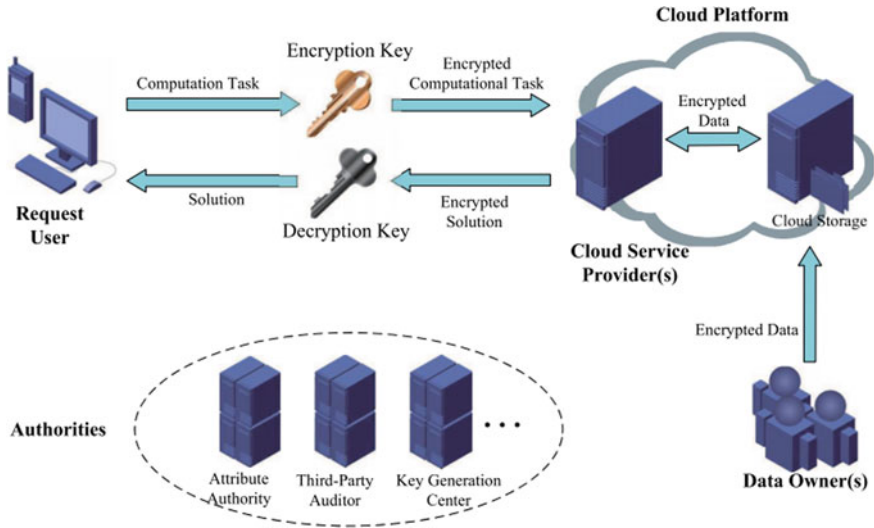 Cloud Platform
Encryption Key
Computation Task
Encrypted
Computational Task
Encrypted
Data
Solution
Encrypted
Solution
Decryption Key
Request
User
Cloud Storage
Cloud Service
Provider(s)
Encrypted Data
Authorities
Attribute
Authority
Third-Party
Auditor
Key Generation
Center
...
Data Owner(s)